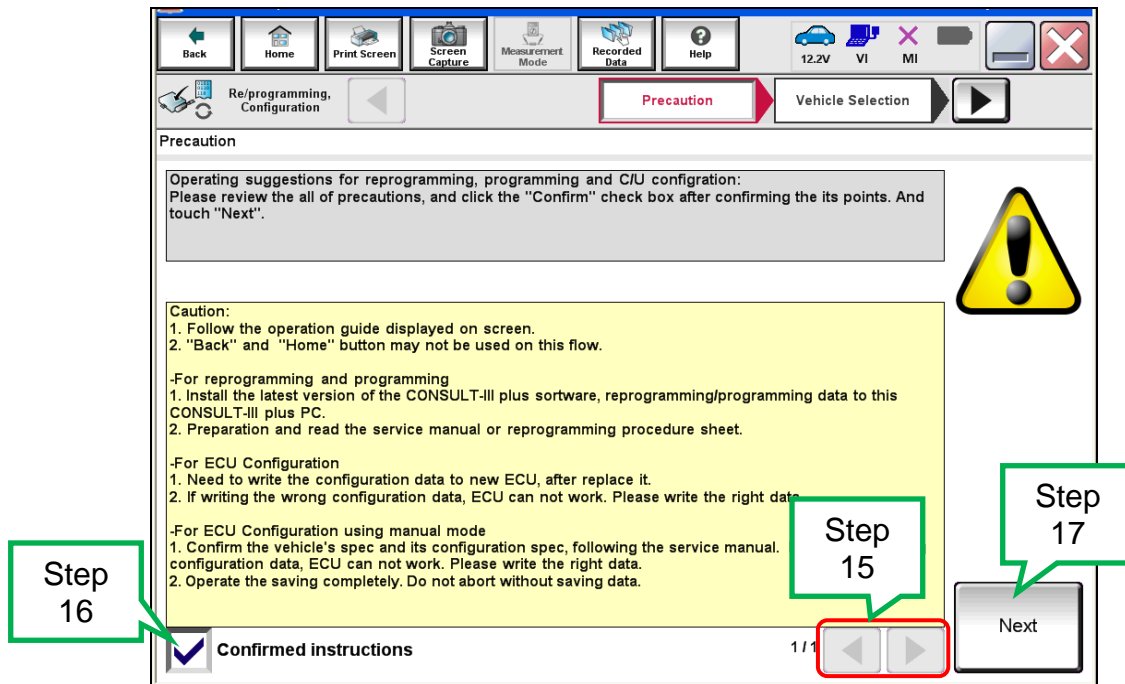 Back
Home
Print Screen
Screen
Capture
Measurement
Mode
Recorded
Data
Help
12.2V
VI
MI
Re/programming,
Configuration
Precaution
Vehicle Selection
Precaution
Operating suggestions for reprogramming, programming and C/U configration:
Please review the all of precautions, and click the "Confirm" check box after confirming the its points. And
touch "Next".
Caution:
1. Follow the operation guide displayed on screen.
2. "Back" and "Home" button may not be used on this flow.
-For reprogramming and programming
1. Install the latest version of the CONSULT-III plus sortware, reprogramming/programming data to this
CONSULT-III plus PC.
2. Preparation and read the service manual or reprogramming procedure sheet.
-For ECU Configuration
1. Need to write the configuration data to new ECU, after replace it.
2. If writing the wrong configuration data, ECU can not work. Please write the right data.
-For ECU Configuration using manual mode
1. Confirm the vehicle's spec and its configuration spec, following the service manual.
configuration data, ECU can not work. Please write the right data.
2. Operate the saving completely. Do not abort without saving data.
Step
15
Step
17
Step
16
Confirmed instructions
1/1
Next